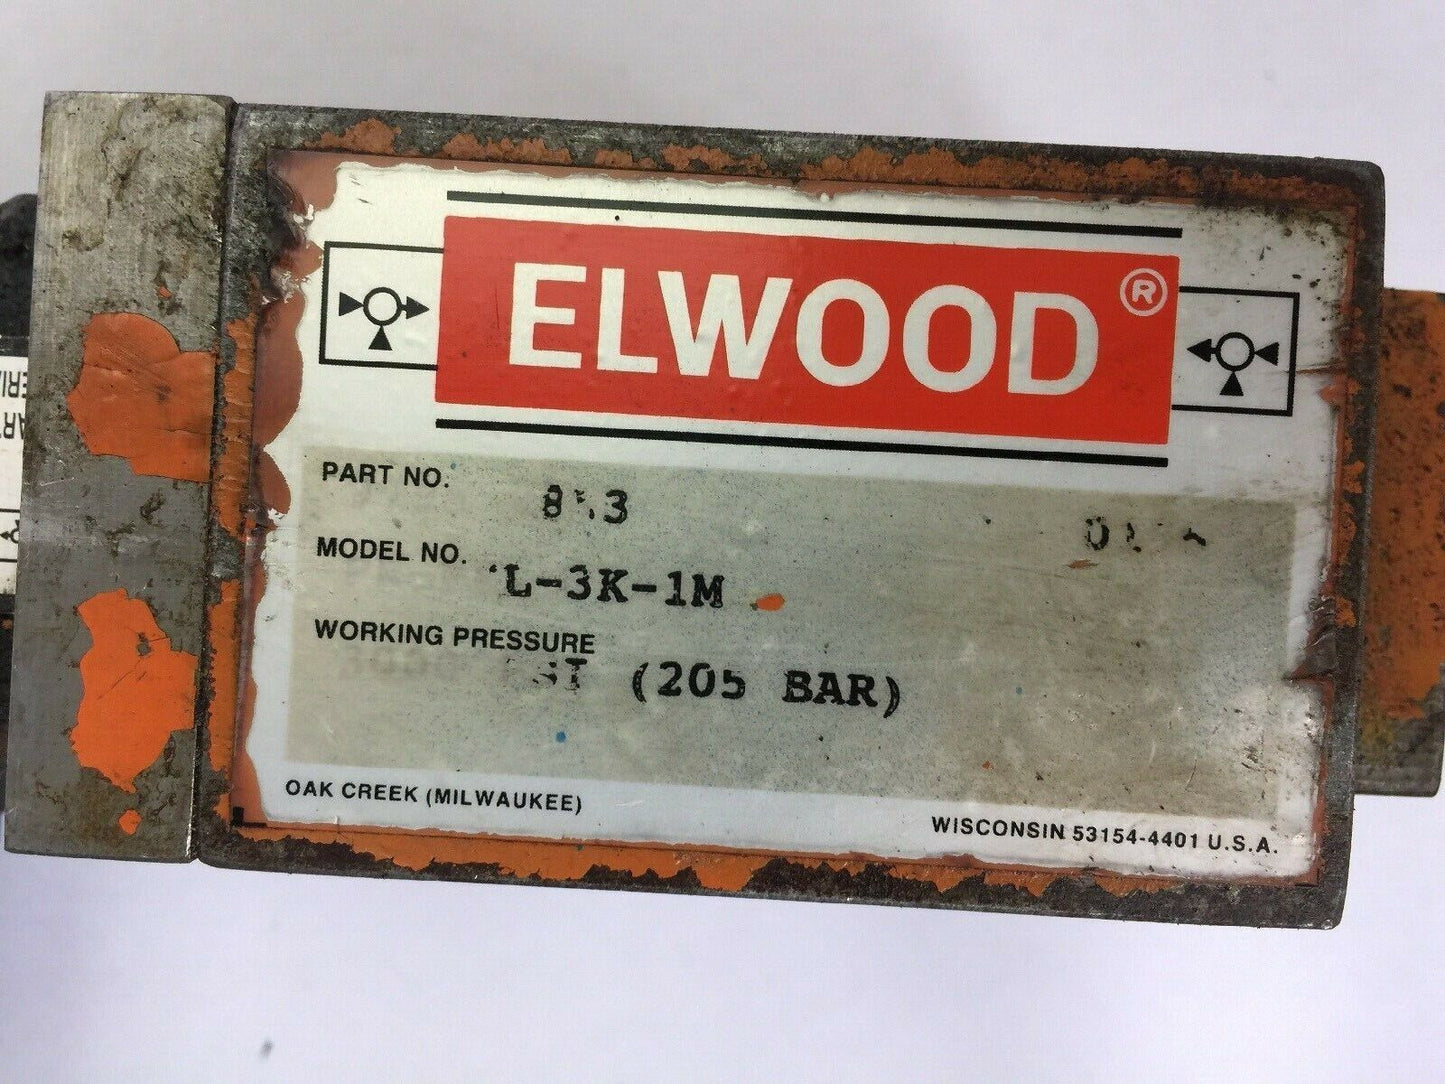 ELWOOD ®
PART NO.
MODEL NO. L-3K-1M
WORKING PRESSURE
(205 BAR)
OAK CREEK (MILWAUKEE)
WISCONSIN 53154-4401 U.S.A.